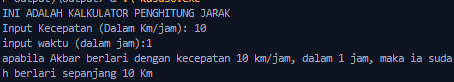 INI ADALAH KALKULATOR PENGHITUNG JARAK
Input Kecepatan (Dalam Km/jam): 10
input waktu (dalam jam):1
apabila Akbar berlari dengan kecepatan 10 km/jam, dalam 1 jam, maka ia suda
h berlari sepanjang 10 Km